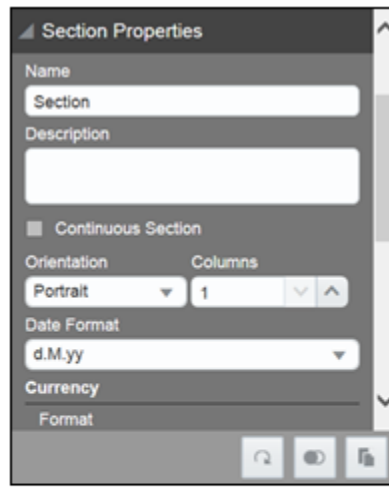 Section Properties
Name
Section
Description
Continuous Section
Orientation Columns
Portrait 1
Date Format
d.M.yy
Currency
Format